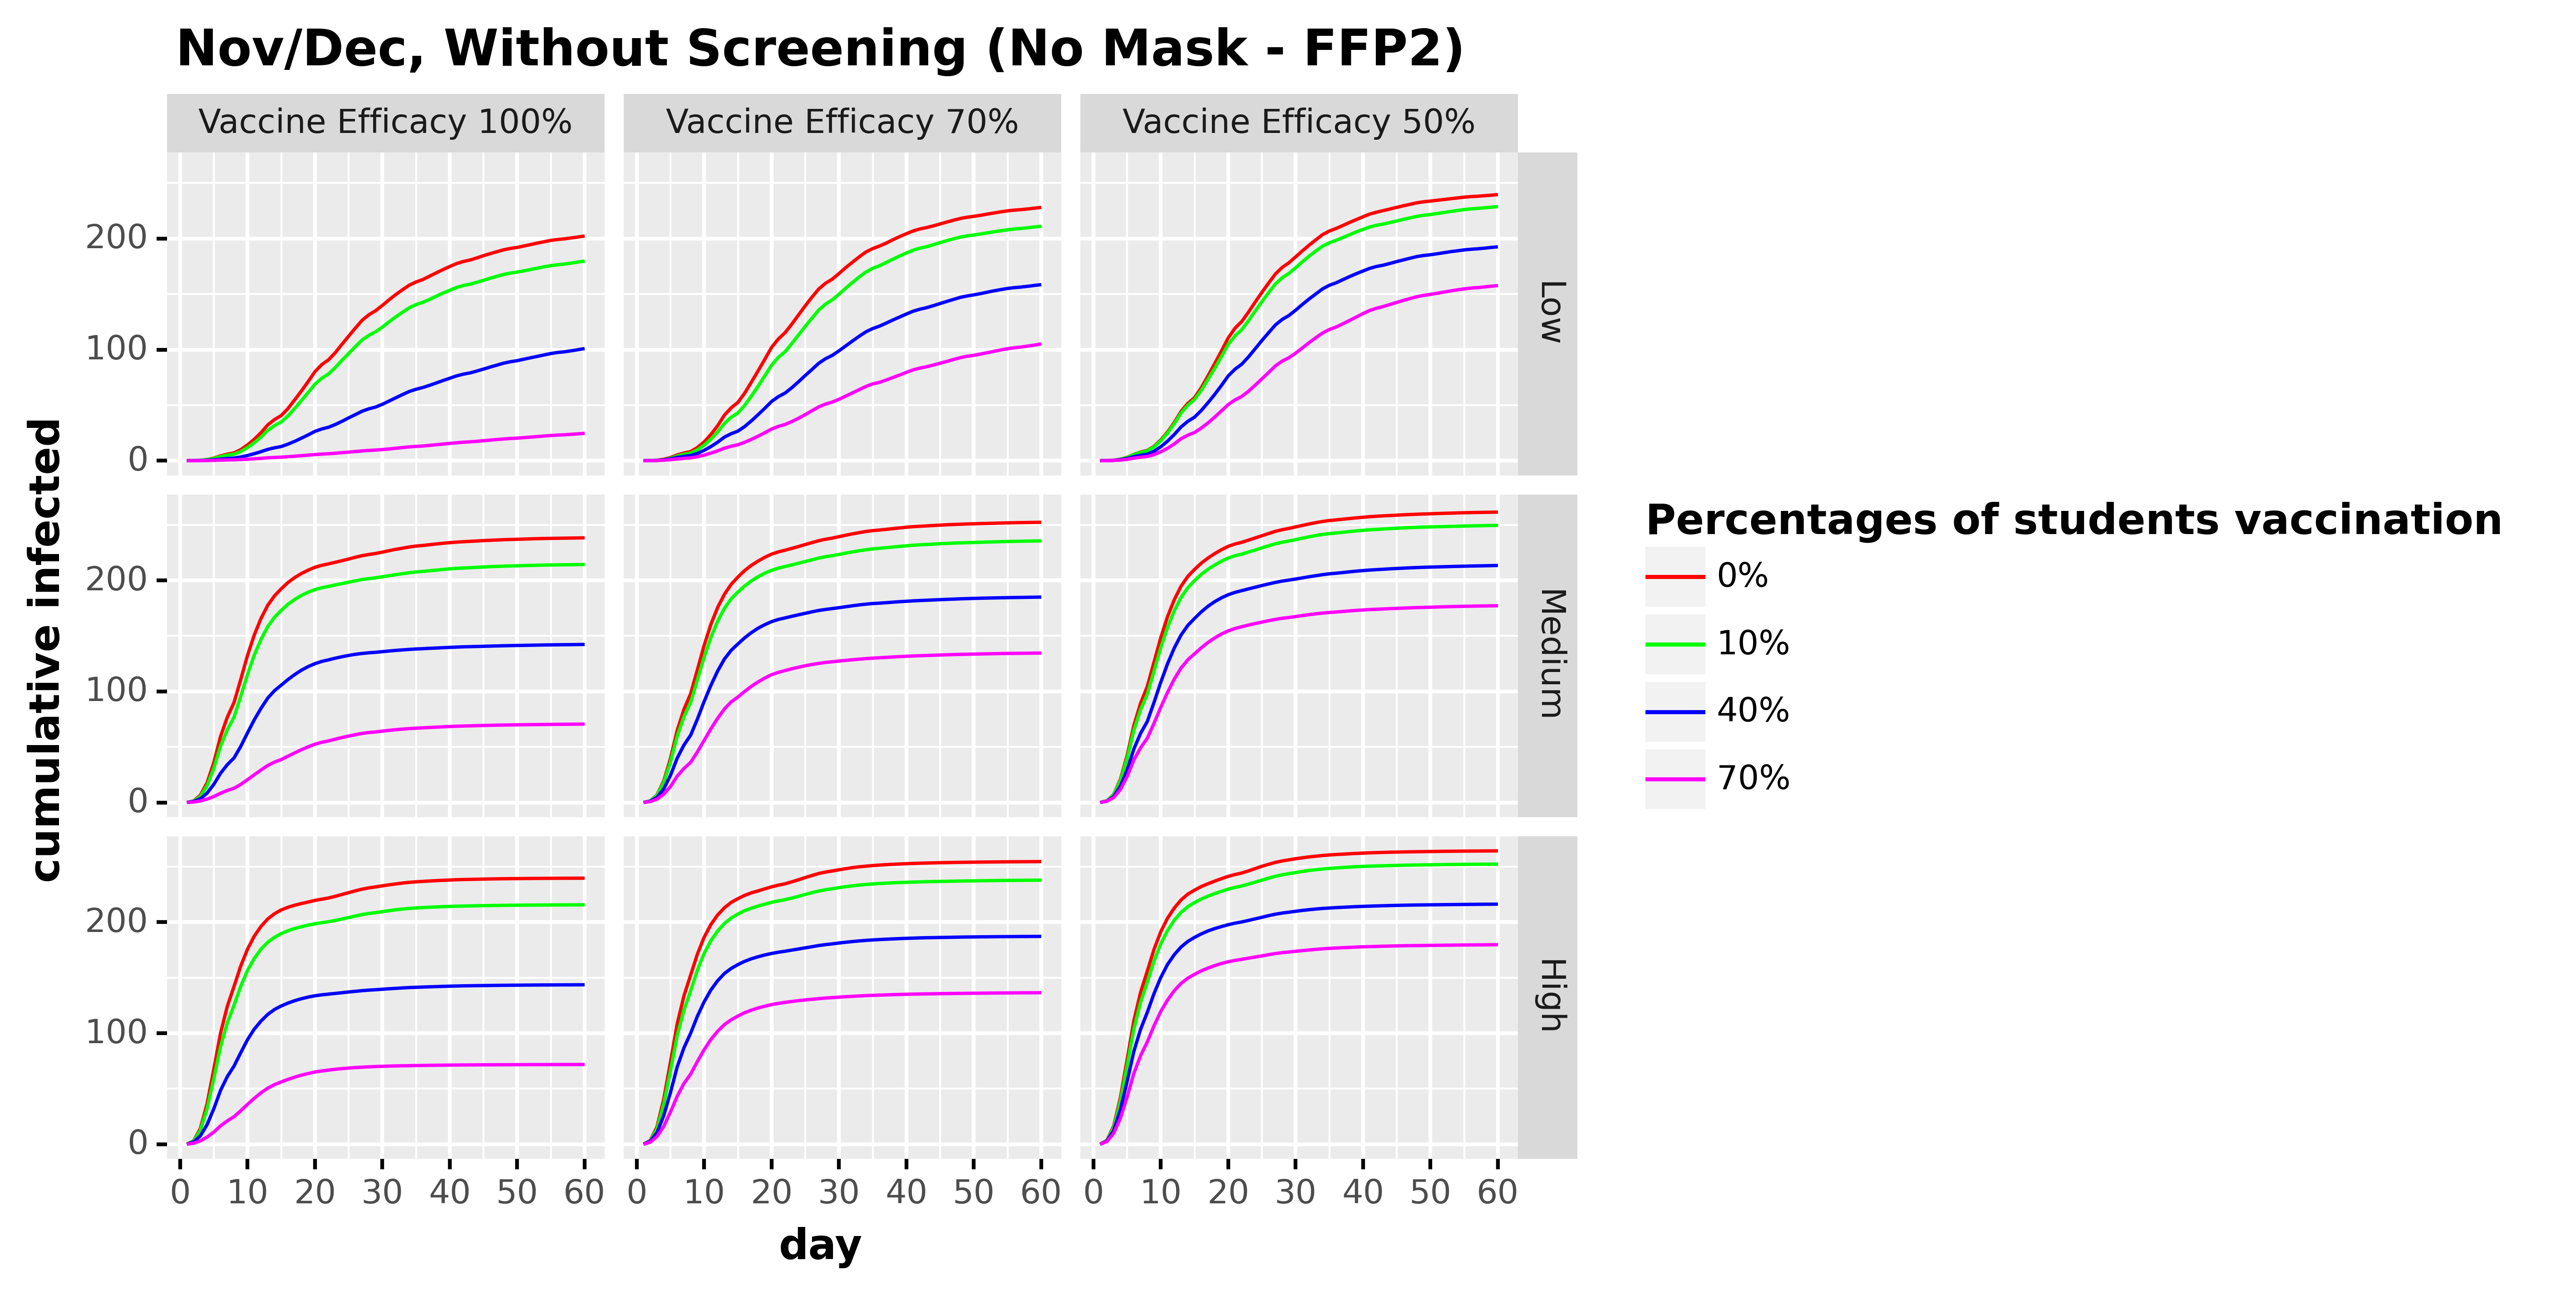 Nov/Dec, Without Screening (No Mask - FFP2)
Vaccine Efficacy 100%
Vaccine Efficacy 70%
Vaccine Efficacy 50%
200
100
0
Low
200
100
0
Medium
200
100
0
High
0 10 20 30 40 50 60
0 10 20 30 40 50 60
0 10 20 30 40 50 60
day
cumulative infected
Percentages of students vaccination
0%
10%
40%
70%